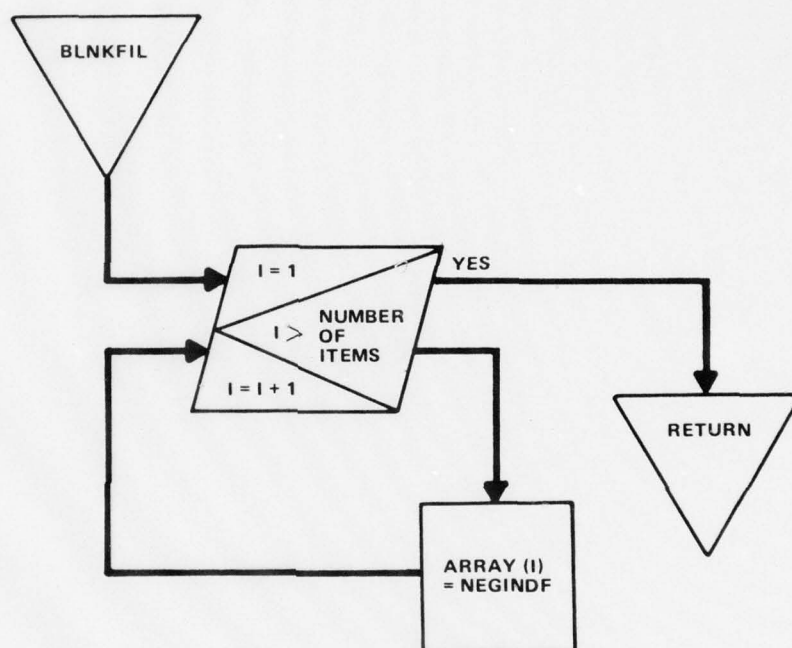 BLNKFIL
I = 1
YES
I > NUMBER
OF
ITEMS
I = I + 1
RETURN
ARRAY (I)
= NEGINDF